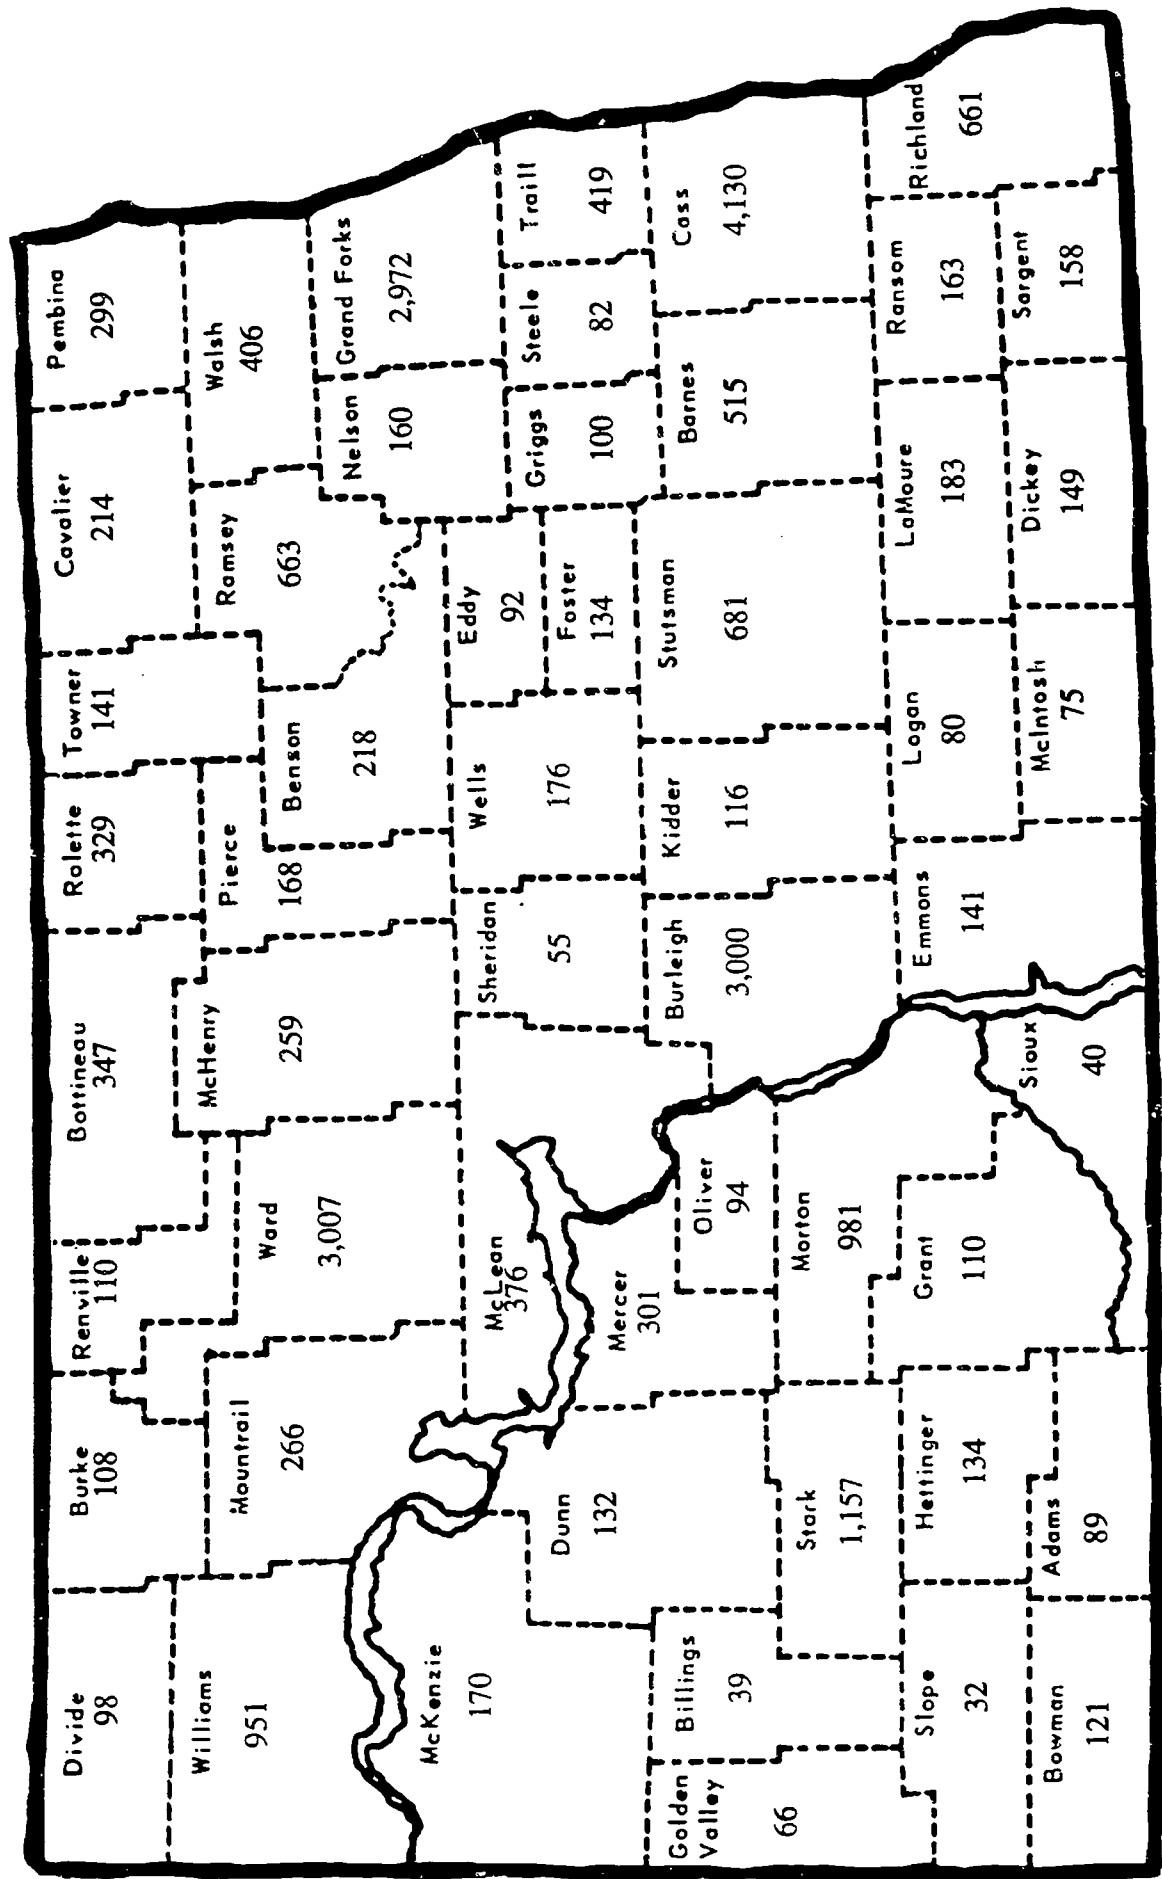 Divide
98
Burke
108
Renville
110
Bottineau
347
Rolette
329
Towner
141
Cavalier
214
Pembina
299
Williams
951
Mountrail
266
Ward
3,007
McHenry
259
Pierce
168
Benson
218
Ramsey
663
Walsh
406
Nelson
160
Grand Forks
2,972
McKenzie
170
McLean
376
Sheridan
55
Wells
176
Eddy
92
Foster
134
Griggs
100
Steele
82
Traill
419
Dunn
132
Mercer
301
Oliver
94
Golden
Valley
66
Billings
39
Stark
1,157
Morton
981
Burleigh
3,000
Kidder
116
Stutsman
681
Barnes
515
Cass
4,130
Slope
32
Hettinger
134
Grant
110
Emmons
141
Logan
80
LaMoure
183
Ransom
163
Richland
661
Bowman
121
Adams
89
Sioux
40
McIntosh
75
Dickey
149
Sargent
158